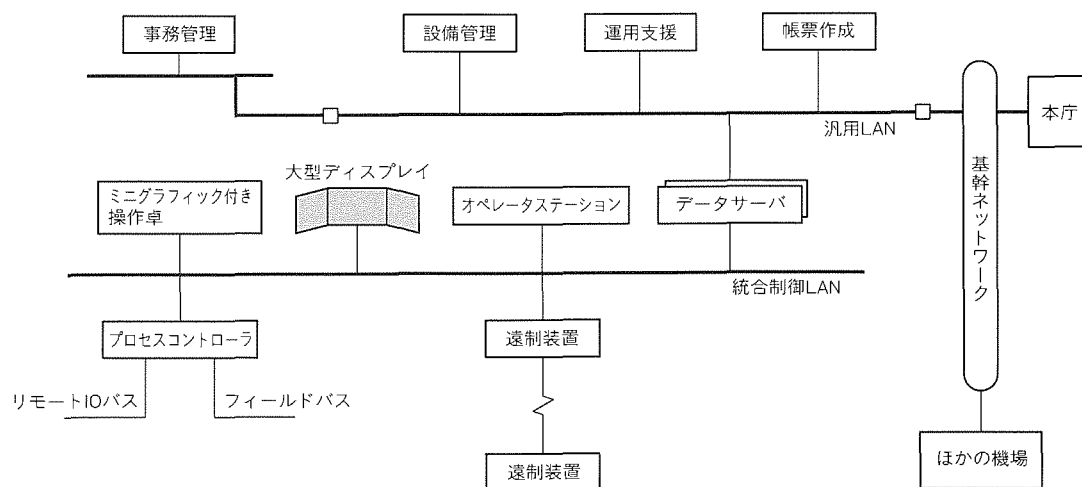 事務管理
設備管理
運用支援
帳票作成
本庁
汎用LAN
大型ディスプレイ
ミニグラフィック付き
操作卓
オペレータステーション
データサーバ
基幹ネットワーク
統合制御LAN
プロセスコントローラ
遠制装置
リモートIOバス
フィールドバス
遠制装置
ほかの機場